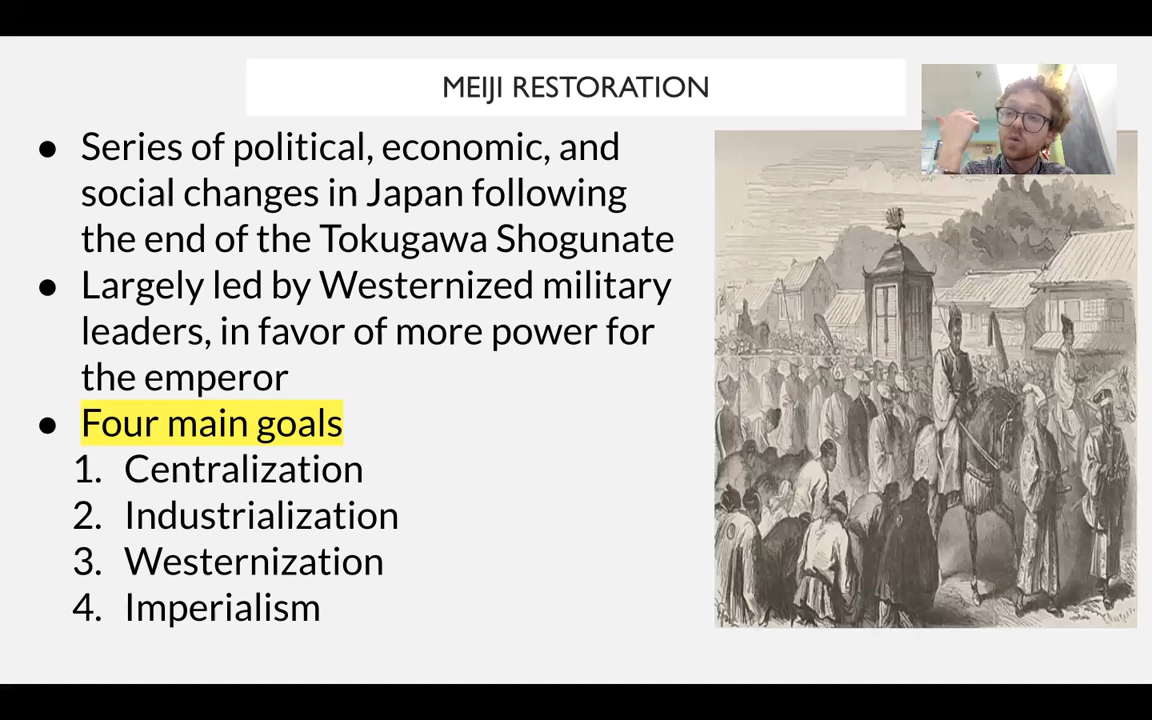 MEIJI RESTORATION
● Series of political, economic, and
social changes in Japan following
the end of the Tokugawa Shogunate
● Largely led by Westernized military
leaders, in favor of more power for
the emperor
● Four main goals
1. Centralization
2. Industrialization
3. Westernization
4. Imperialism